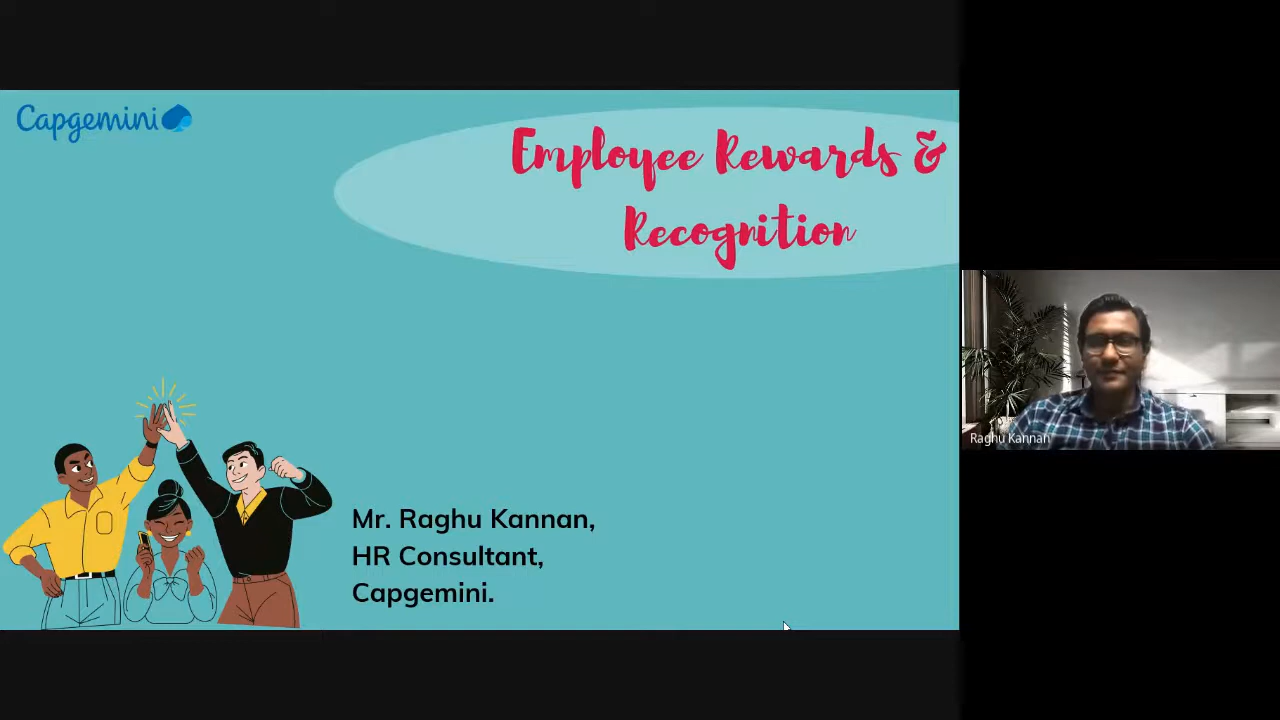 Capgemini
Employee Rewards &
Recognition
Mr. Raghu Kannan,
HR Consultant,
Capgemini.
Raghu Kannan